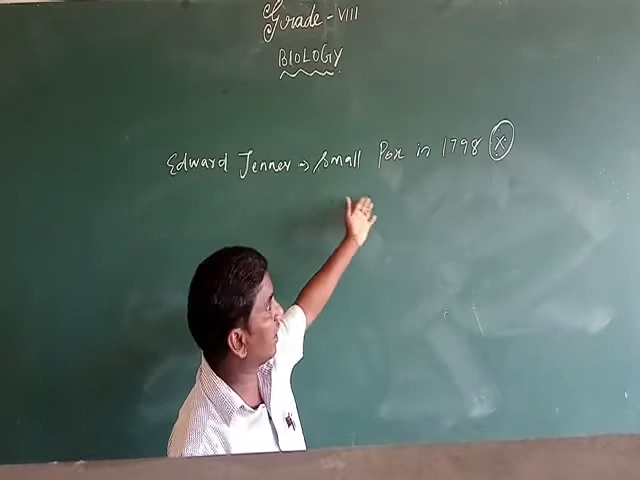 Grade - VIII
BIOLOGY
Edward Jenner → Small Pox in 1798 (x)